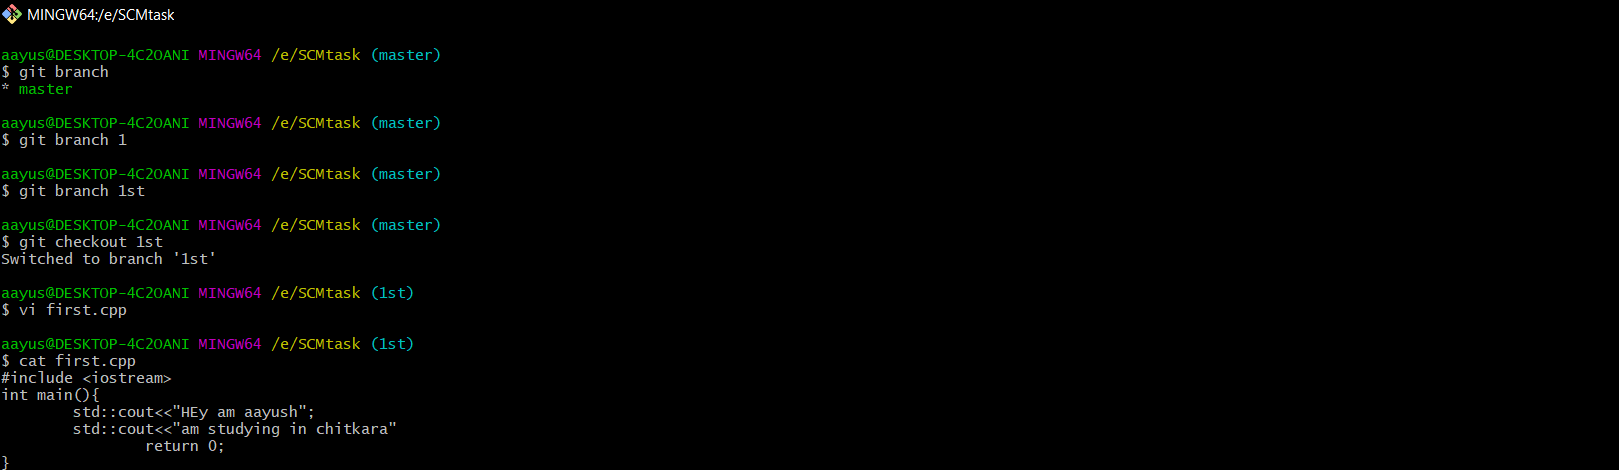 MINGW64:/e/SCMtask
aayus@DESKTOP-4C2OANI MINGW64 /e/SCMtask (master)
$ git branch
* master
aayus@DESKTOP-4C2OANI MINGW64 /e/SCMtask (master)
$ git branch 1
aayus@DESKTOP-4C2OANI MINGW64 /e/SCMtask (master)
$ git branch 1st
aayus@DESKTOP-4C2OANI MINGW64 /e/SCMtask (master)
$ git checkout 1st
Switched to branch '1st'
aayus@DESKTOP-4C2OANI MINGW64 /e/SCMtask (1st)
$ vi first.cpp
aayus@DESKTOP-4C2OANI MINGW64 /e/SCMtask (1st)
$ cat first.cpp
#include <iostream>
int main(){
        std::cout<<"HEy am aayush";
        std::cout<<"am studying in chitkara"
                return 0;
}